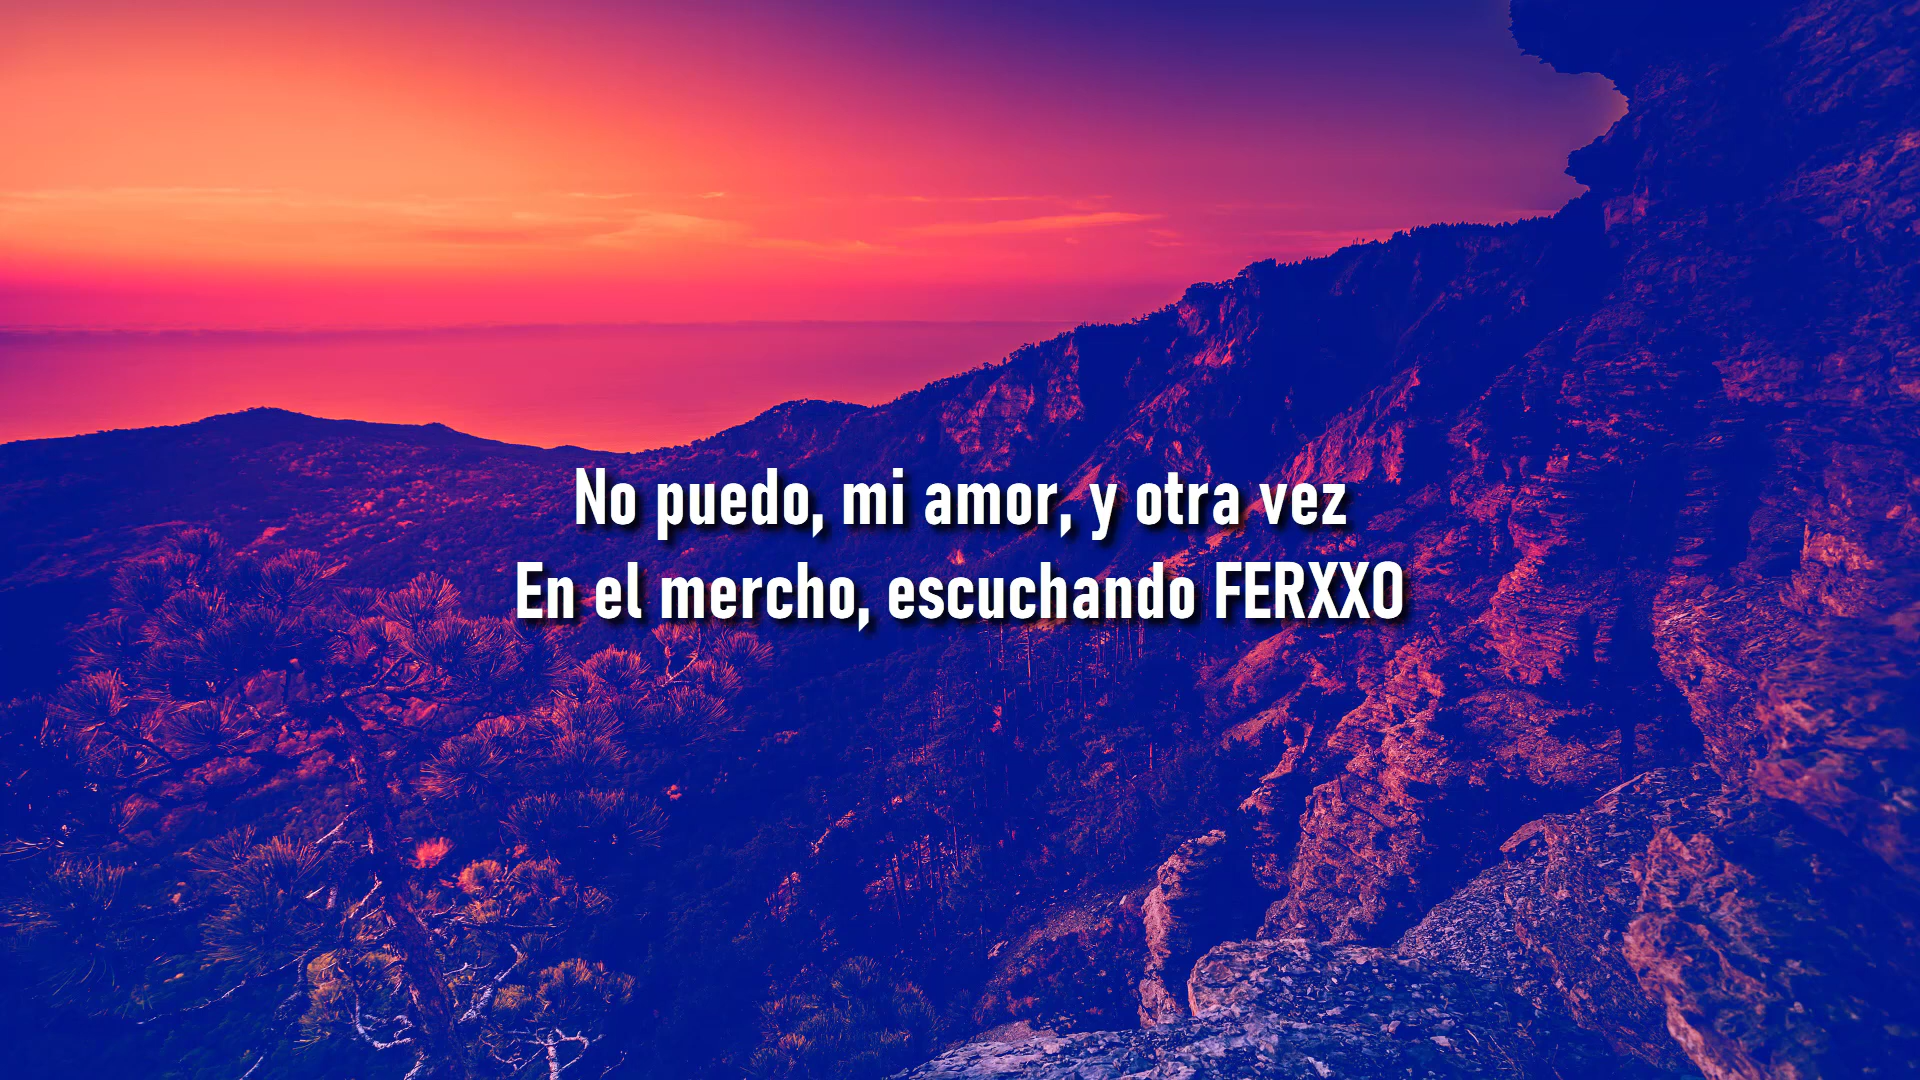 No puedo, mi amor, y otra vez
En el mercho, escuchando FERXXO